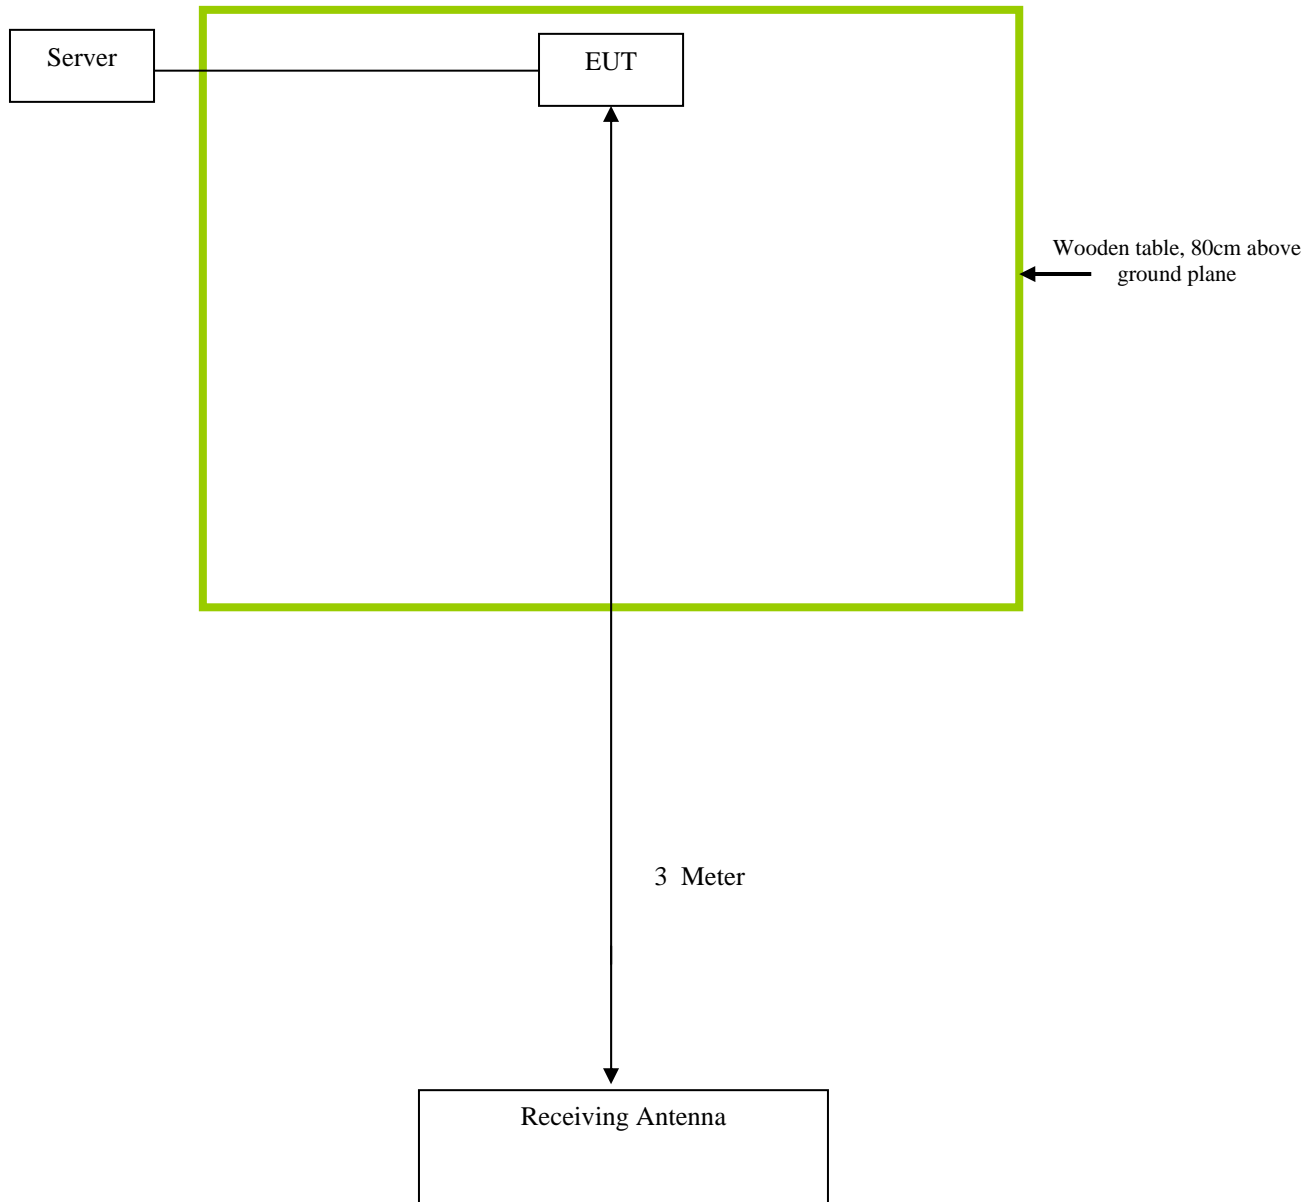 Server
EUT
Wooden table, 80cm above
ground plane
3 Meter
Receiving Antenna